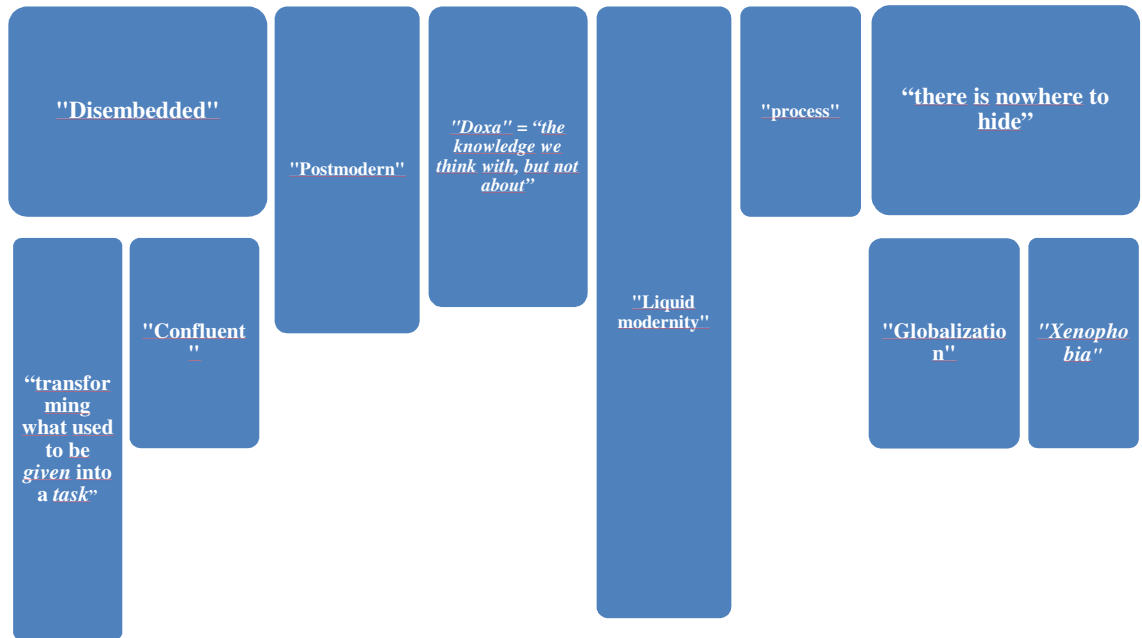 "Disembedded"
"Postmodern"
"Doxa" = “the
knowledge we
think with, but not
about”
"Liquid
modernity"
"process"
“there is nowhere to
hide”
“transfor
ming
what used
to be
given into
a task”
"Confluent
"
"Globalizatio
n"
"Xenopho
bia"